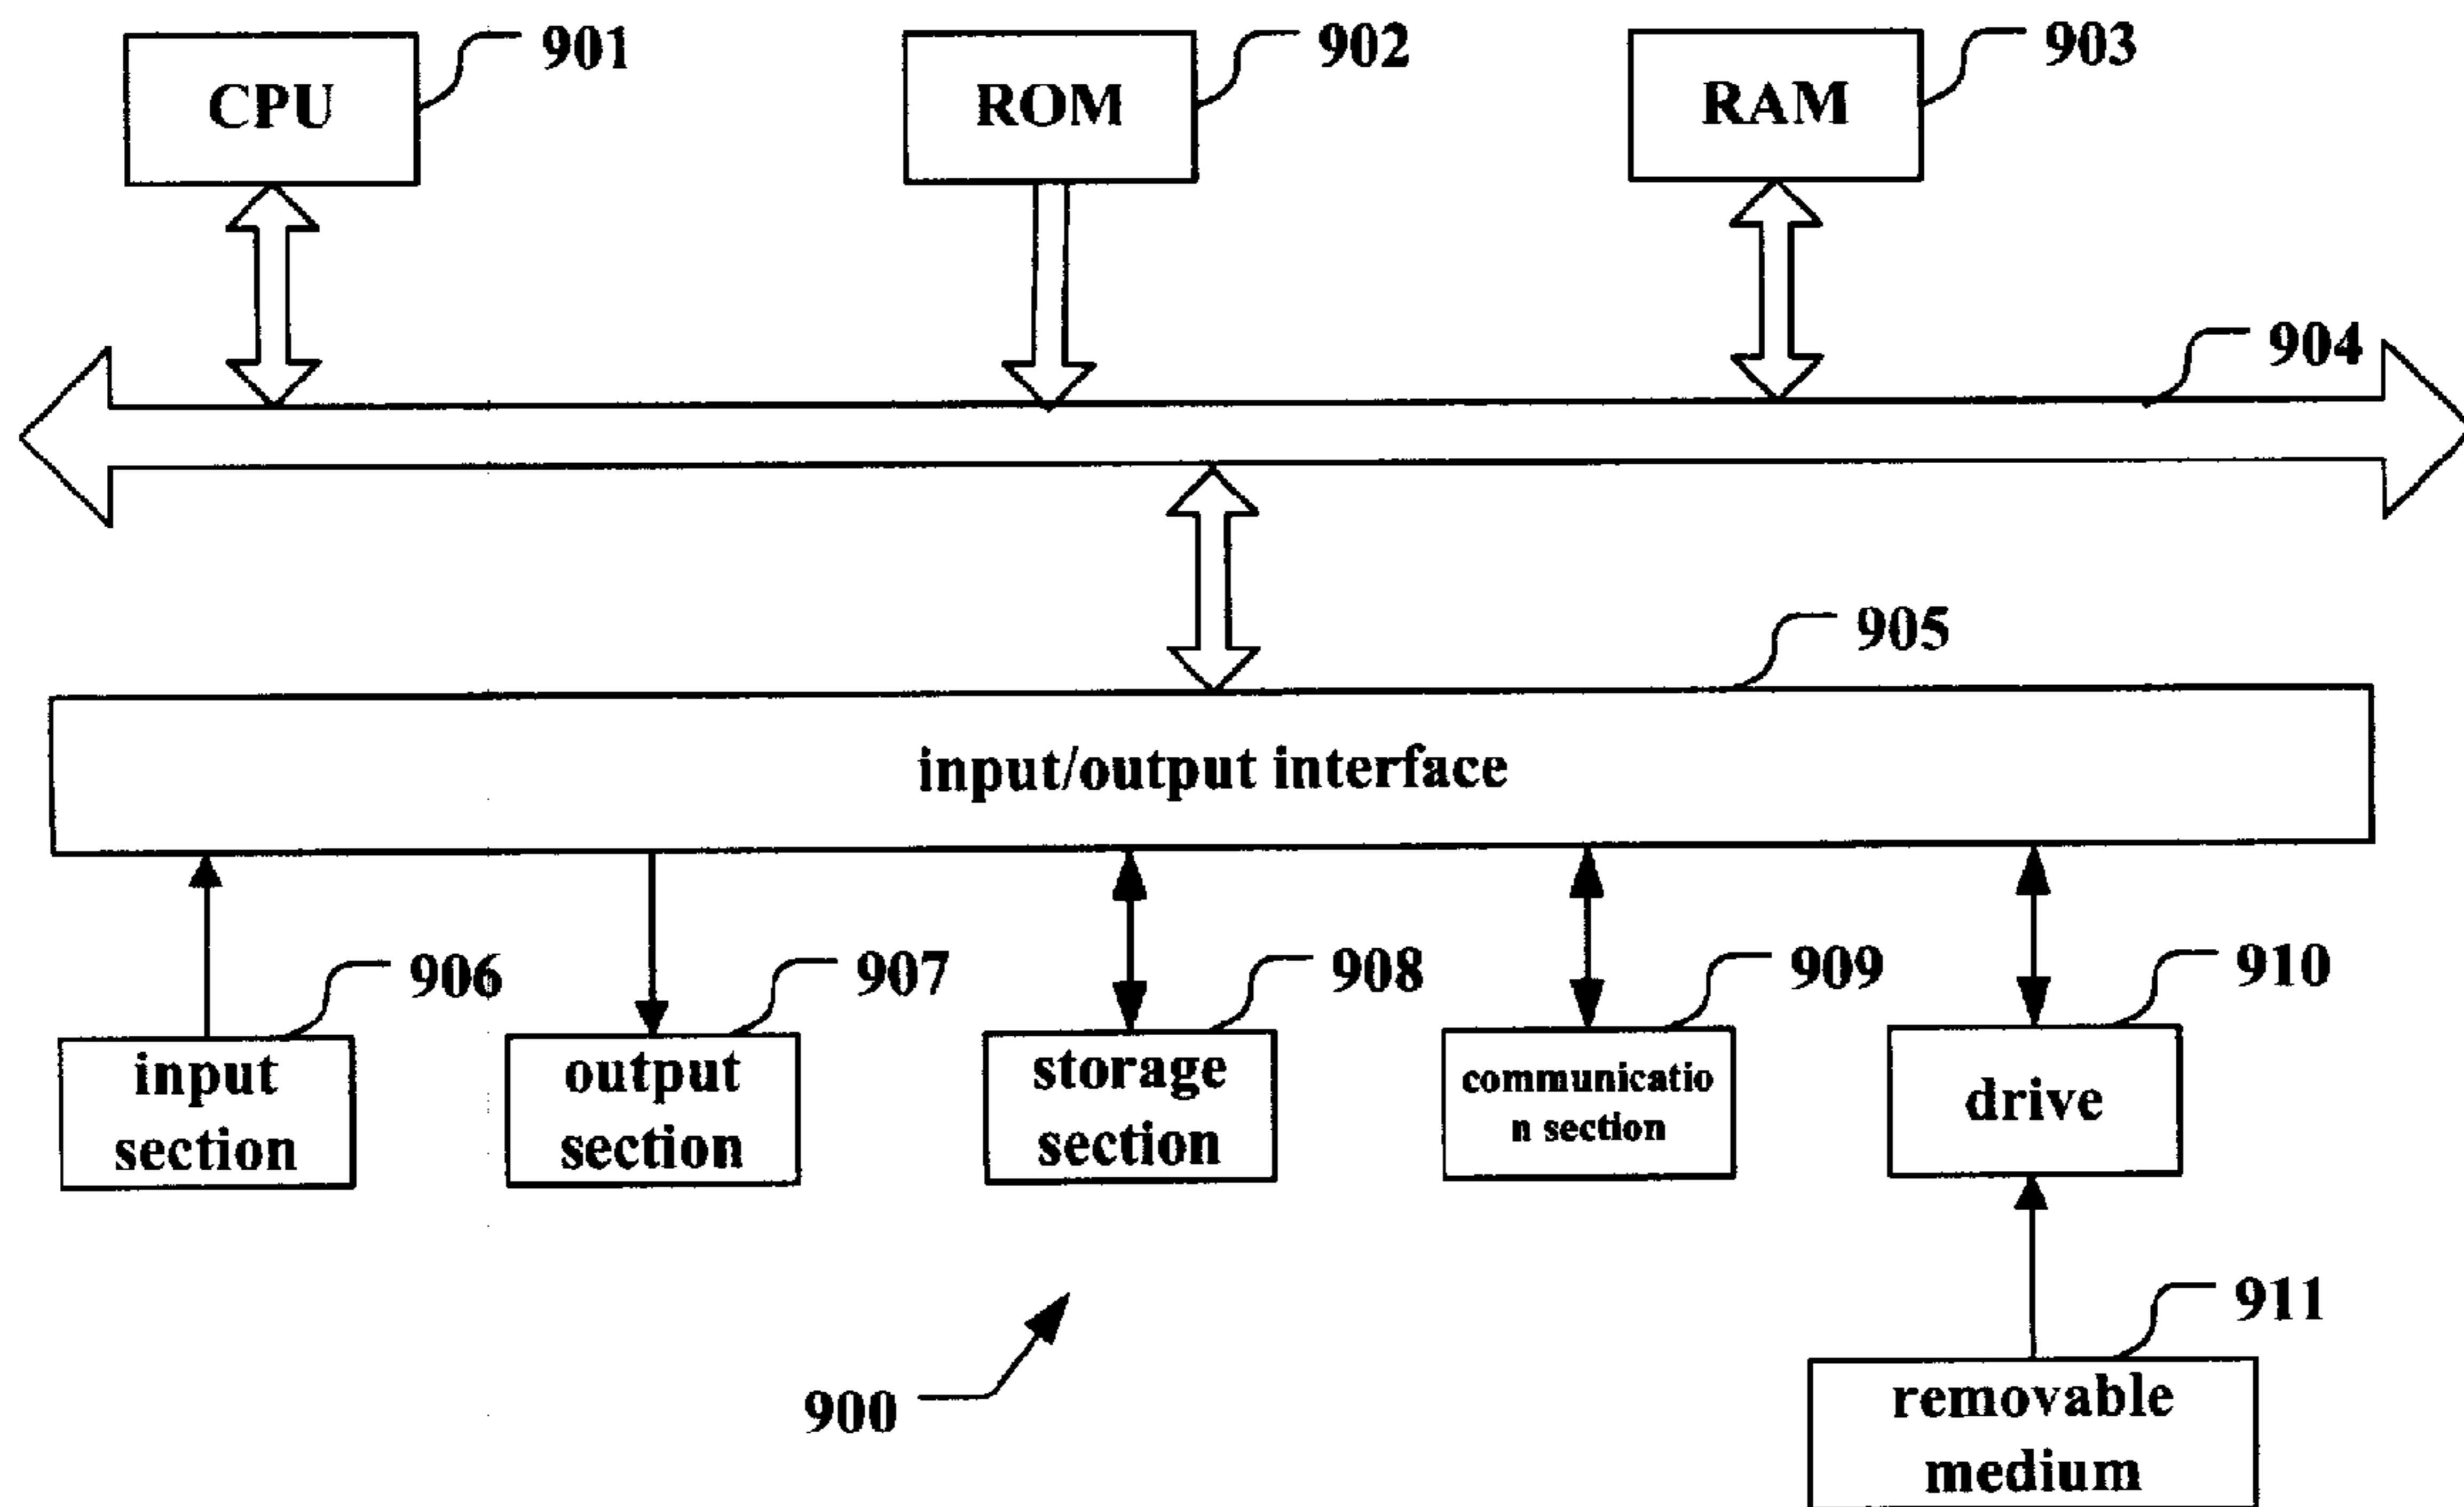 CPU
901
ROM
902
RAM
903
904
905
input/output interface
906
907
908
909
910
input
section
output
section
storage
section
communicatio
n section
drive
911
900
removable
medium